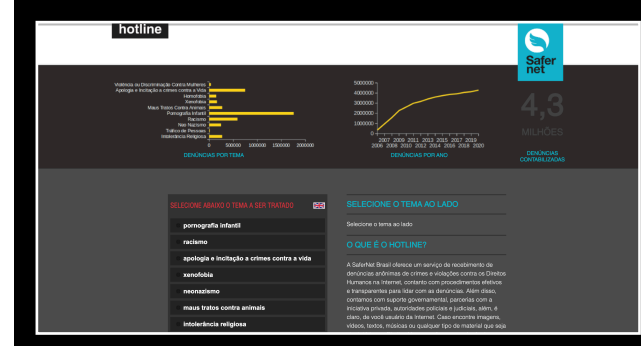 hotline
Safer
net
Violência ou Discriminação Contra Mulheres
Apologia e Incitação a crimes contra a Vida
Homofobia
Xenofobia
Maus Tratos Contra Animais
Pornografia Infantil
Racismo
Neo Nazismo
Tráfico de Pessoas
Intolerância Religiosa
0 500000 1000000 1500000 2000000
DENÚNCIAS POR TEMA
5000000
4000000
3000000
2000000
1000000
0
2007 2009 2011 2013 2015 2017 2019
2006 2008 2010 2012 2014 2016 2018 2020
DENÚNCIAS POR ANO
4,3
MILHÕES
DENÚNCIAS
CONTABILIZADAS
SELECIONE ABAIXO O TEMA A SER TRATADO
pornografia infantil
racismo
apologia e incitação a crimes contra a vida
xenofobia
neonazismo
maus tratos contra animais
intolerância religiosa
SELECIONE O TEMA AO LADO
Selecione o tema ao lado
O QUE É O HOTLINE?
A SaferNet Brasil oferece um serviço de recebimento de
denúncias anônimas de crimes e violações contra os Direitos
Humanos na Internet, contanto com procedimentos efetivos
e transparentes para lidar com as denúncias. Além disso,
contamos com suporte governamental, parcerias com a
iniciativa privada, autoridades policiais e judiciais, além, é
claro, de você usuário da Internet. Caso encontre imagens,
vídeos, textos, músicas ou qualquer tipo de material que seja